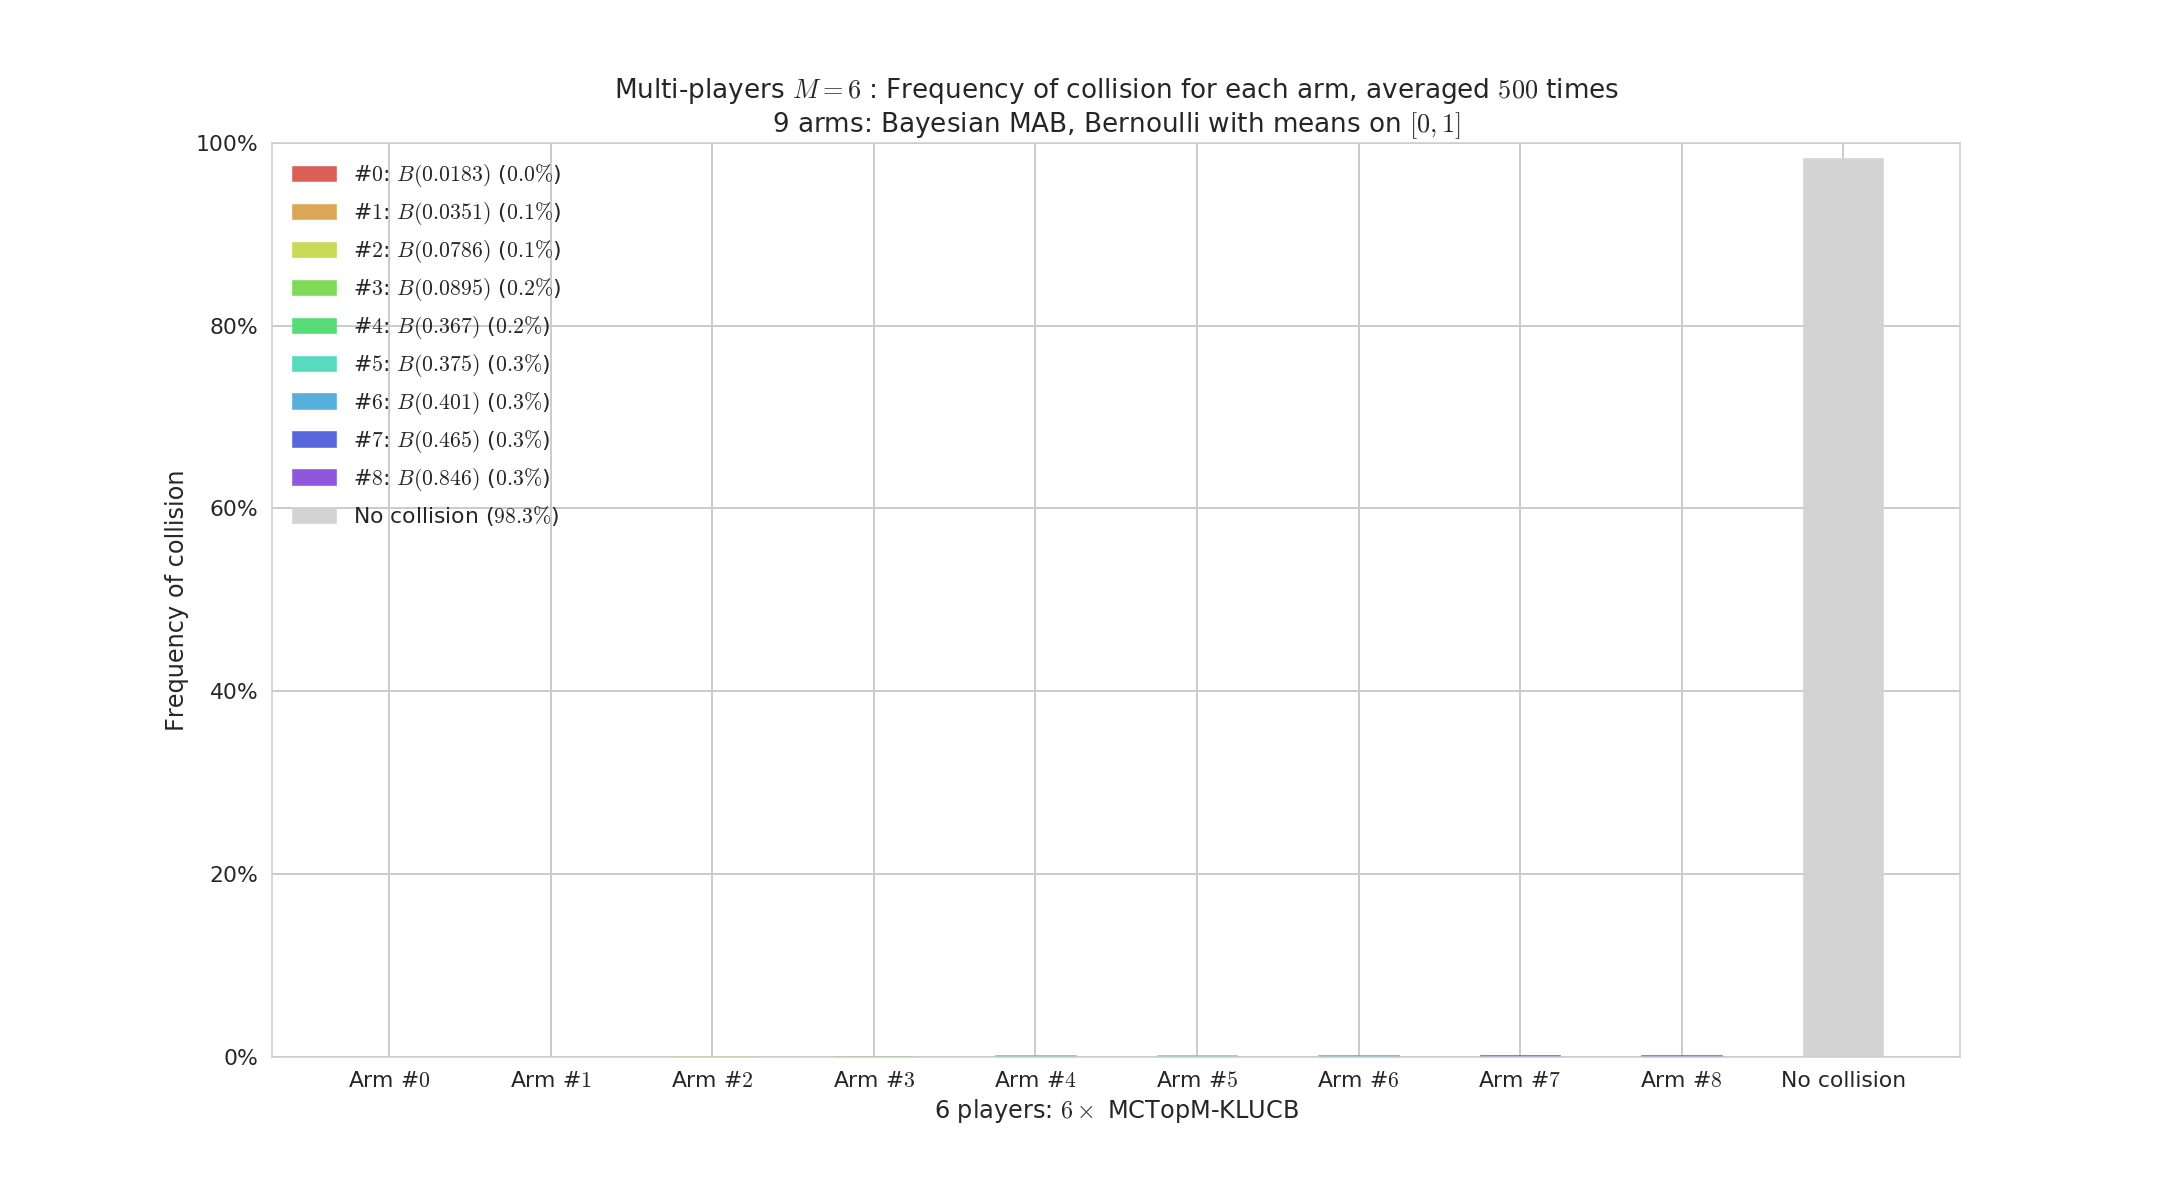 Multi-players M = 6 : Frequency of collision for each arm, averaged 500 times
9 arms: Bayesian MAB, Bernoulli with means on [0, 1]
100%
80%
60%
40%
20%
0%
Frequency of collision
#0: B(0.0183) (0.0%)
#1: B(0.0351) (0.1%)
#2: B(0.0786) (0.1%)
#3: B(0.0895) (0.2%)
#4: B(0.367) (0.2%)
#5: B(0.375) (0.3%)
#6: B(0.401) (0.3%)
#7: B(0.465) (0.3%)
#8: B(0.846) (0.3%)
No collision (98.3%)
Arm #0 Arm #1 Arm #2 Arm #3 Arm #4 Arm #5 Arm #6 Arm #7 Arm #8 No collision
6 players: 6× MCTopM-KLUCB